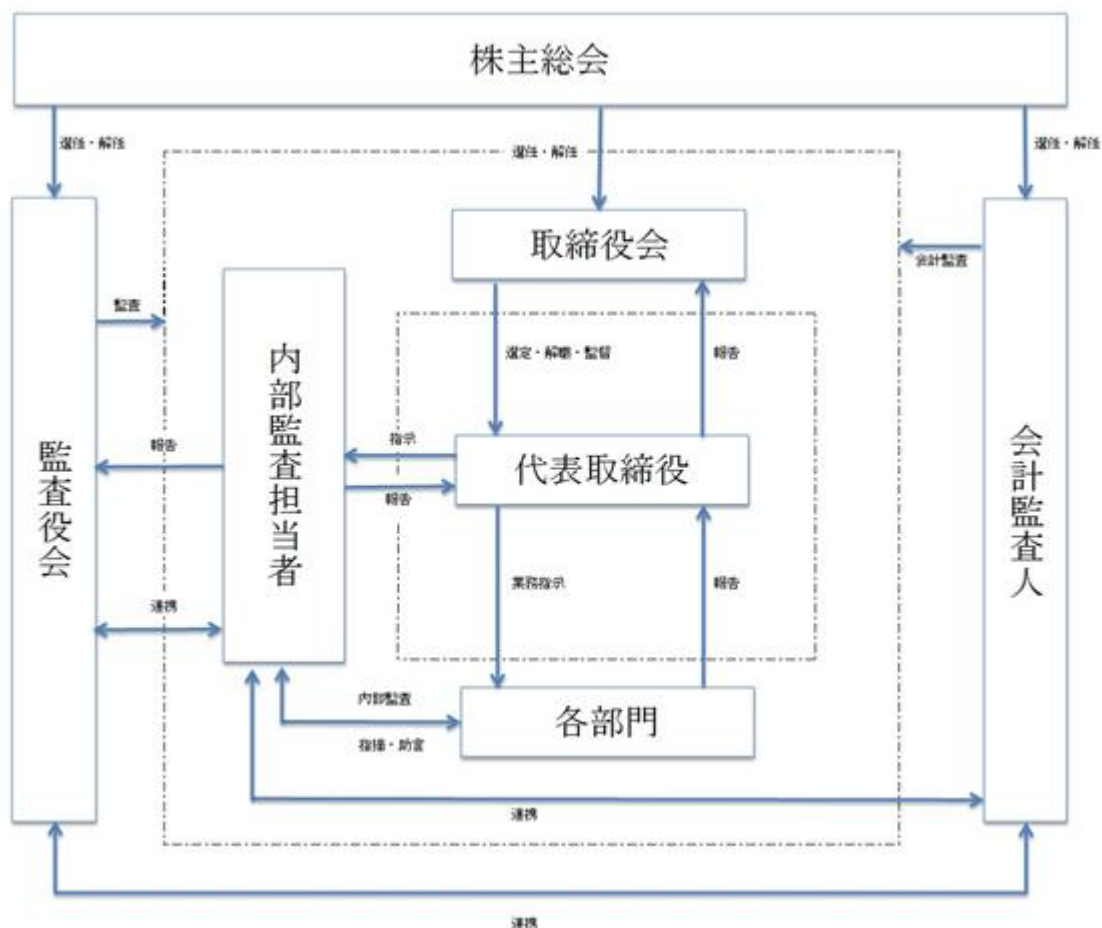 株主総会
選任・解任
選任・解任
選任・解任
取締役会
会計監査
監査
内部監査担当者
選定・解職・監督
報告
監査役会
報告
指示
代表取締役
報告
会計監査人
業務指示
報告
連携
内部監査
各部門
指摘・助言
連携
連携